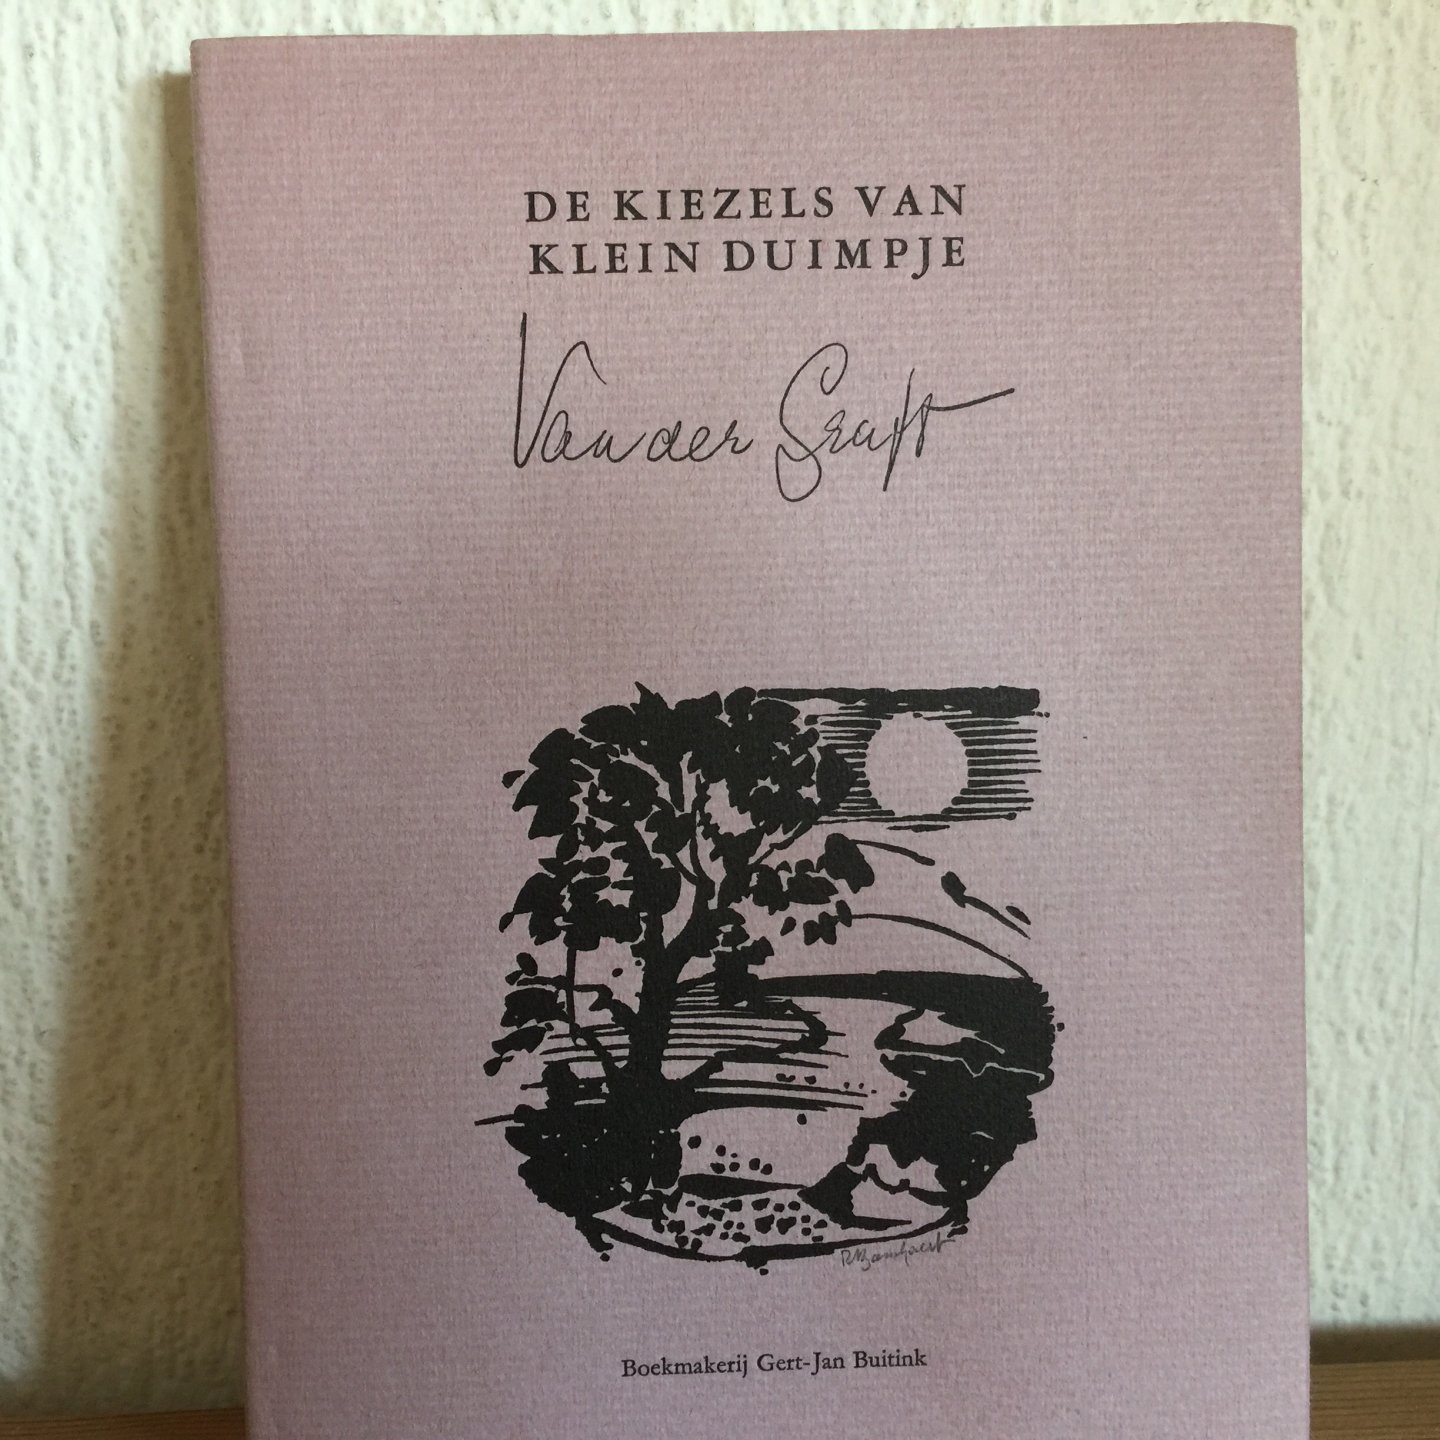 DE KIEZELS VAN
KLEIN DUIMPJE
Van der Graft
Boekmakerij Gert-Jan Buitink